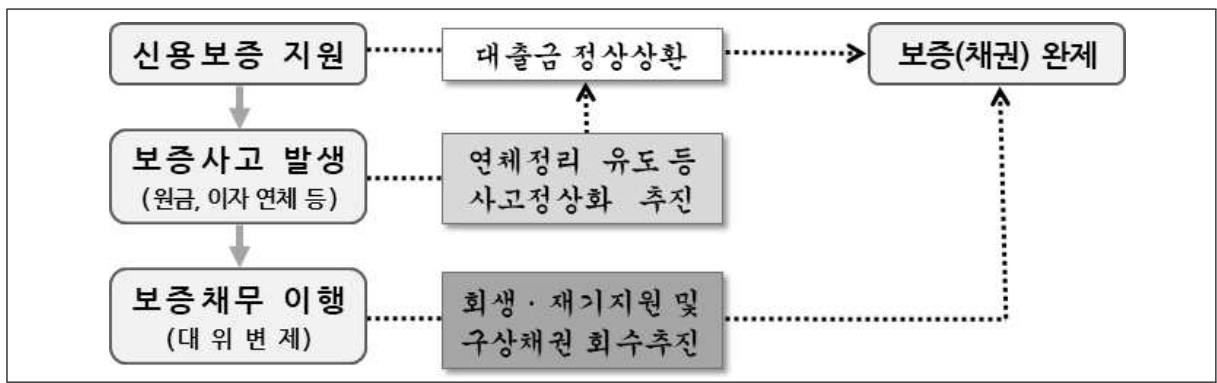 신용보증 지원
대출금 정상상환
보증(채권) 완제
보증사고 발생
(원금, 이자 연체 등)
연체정리 유도 등
사고정상화 추진
보증채무 이행
(대 위 변 제)
회생 · 재기지원 및
구상채권 회수추진